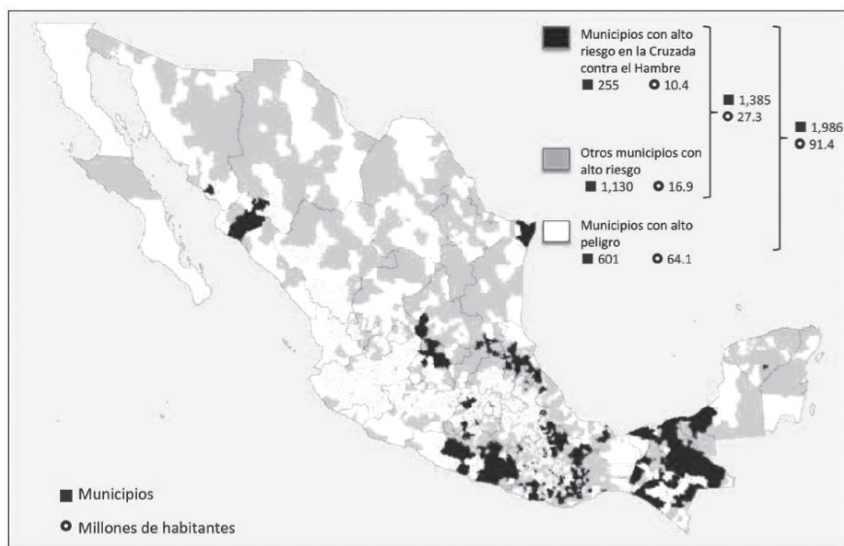 Municipios con alto
riesgo en la Cruzada
contra el Hambre
255 10.4
1,385
27.3
1,986
91.4
Otros municipios con
alto riesgo
1,130 16.9
Municipios con alto
peligro
601 64.1
Municipios
Millones de habitantes